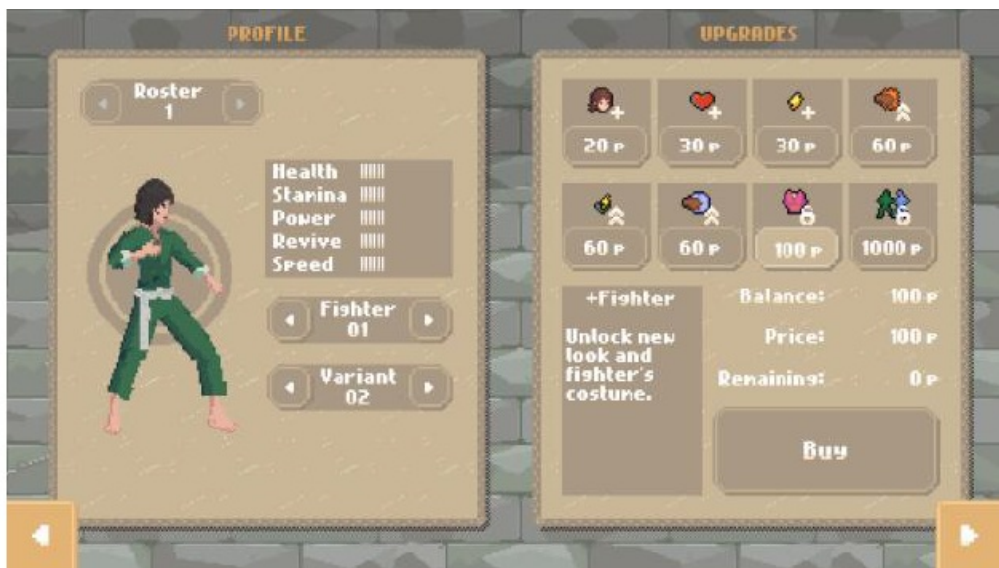 PROFILE
Roster
1
Health
Stamina
Power
Revive
Speed
Fighter
01
Variant
02
UPGRADES
20 P
30 P
30 P
60 P
60 P
60 P
100 P
1000 P
+Fighter
Unlock new
look and
fighter's
costume.
Balance: 100 P
Price: 100 P
Remaining: 0 P
Buy